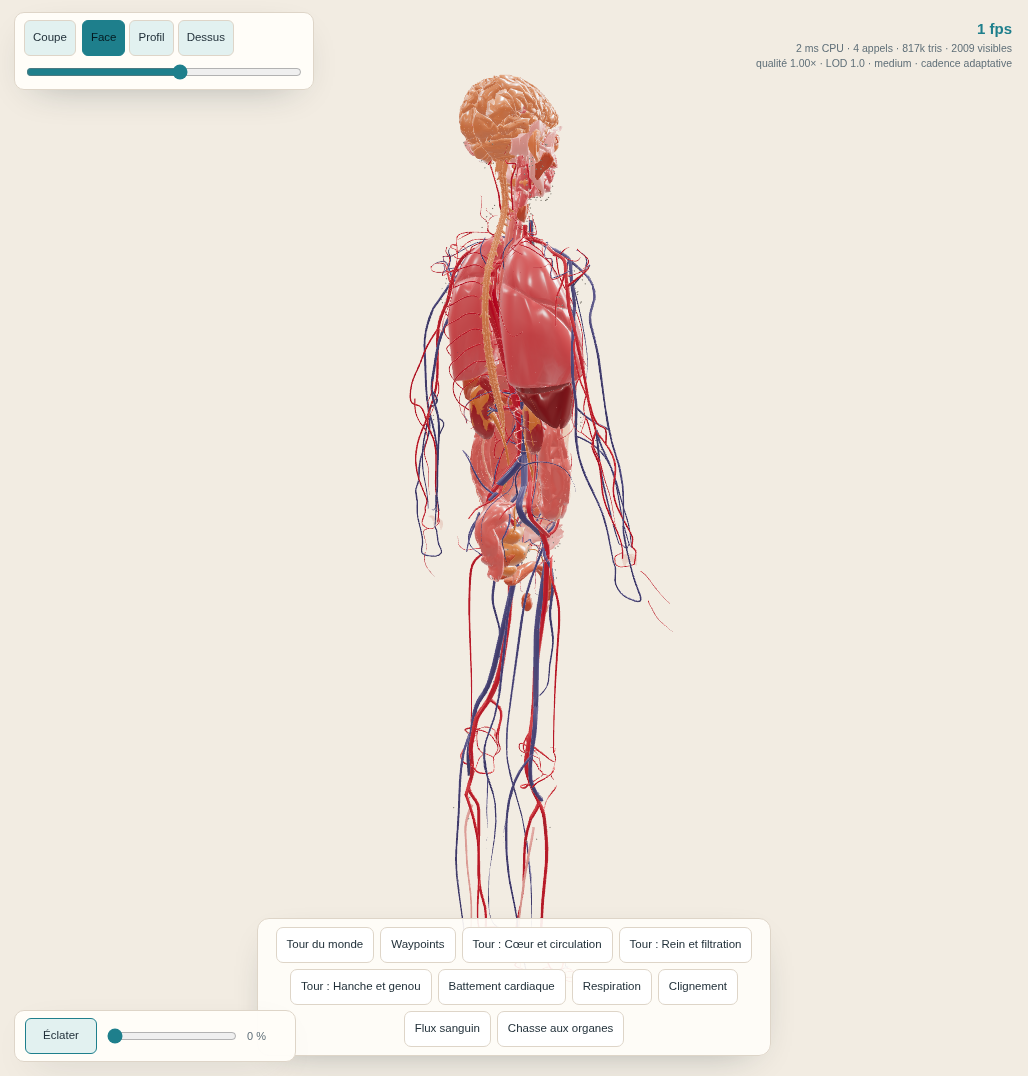 Coupe Face Profil Dessus
1 fps
2 ms CPU · 4 appels · 817k tris · 2009 visibles
qualité 1.00× · LOD 1.0 · medium · cadence adaptative
Tour du monde Waypoints Tour : Cœur et circulation Tour : Rein et filtration
Tour : Hanche et genou Battement cardiaque Respiration Clignement
Flux sanguin Chasse aux organes
Éclater 0 %